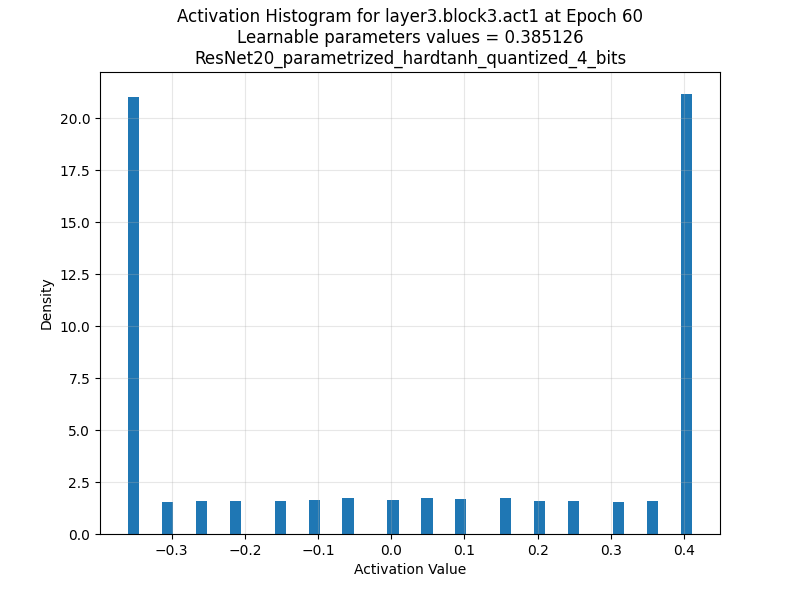 Activation Histogram for layer3.block3.act1 at Epoch 60
Learnable parameters values = 0.385126
ResNet20_parametrized_hardtanh_quantized_4_bits
Density
20.0
17.5
15.0
12.5
10.0
7.5
5.0
2.5
0.0
−0.3 −0.2 −0.1 0.0 0.1 0.2 0.3 0.4
Activation Value